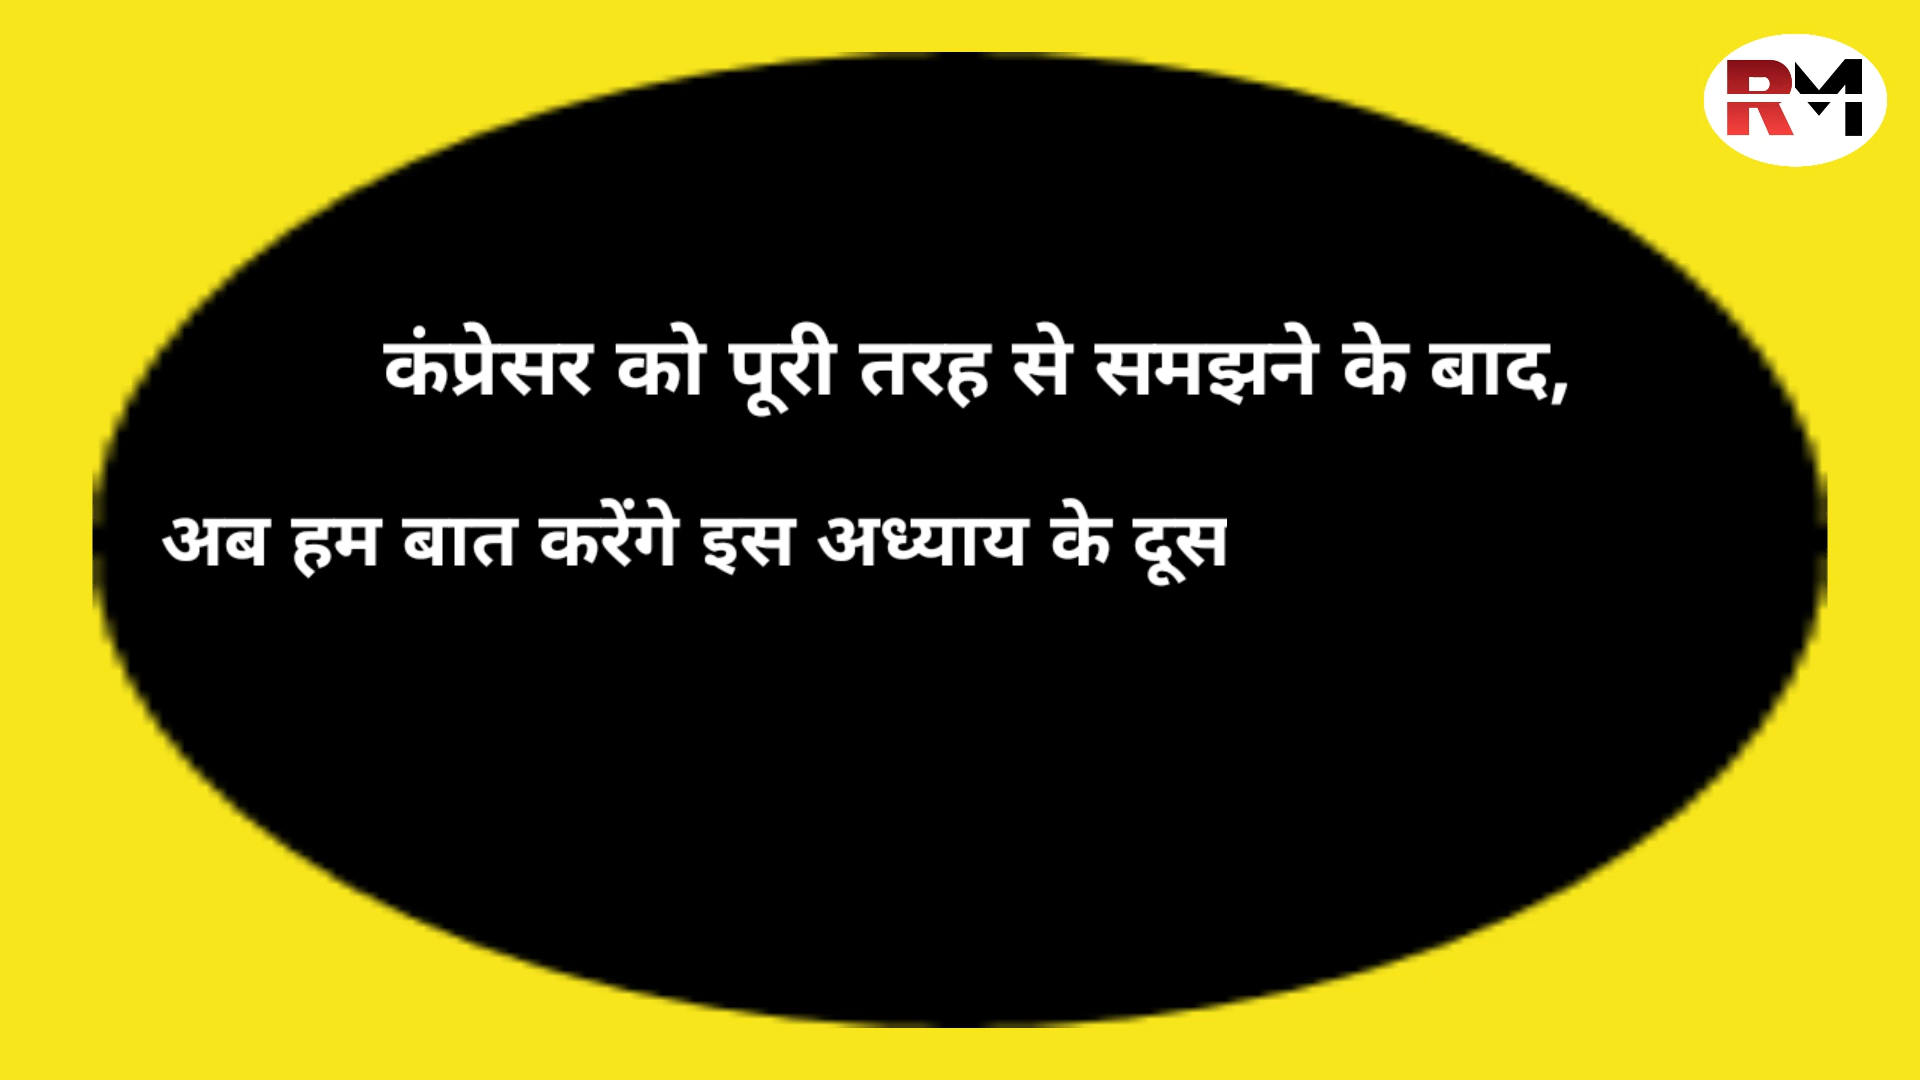 RM
कंप्रेसर को पूरी तरह से समझने के बाद,
अब हम बात करेंगे इस अध्याय के दूस